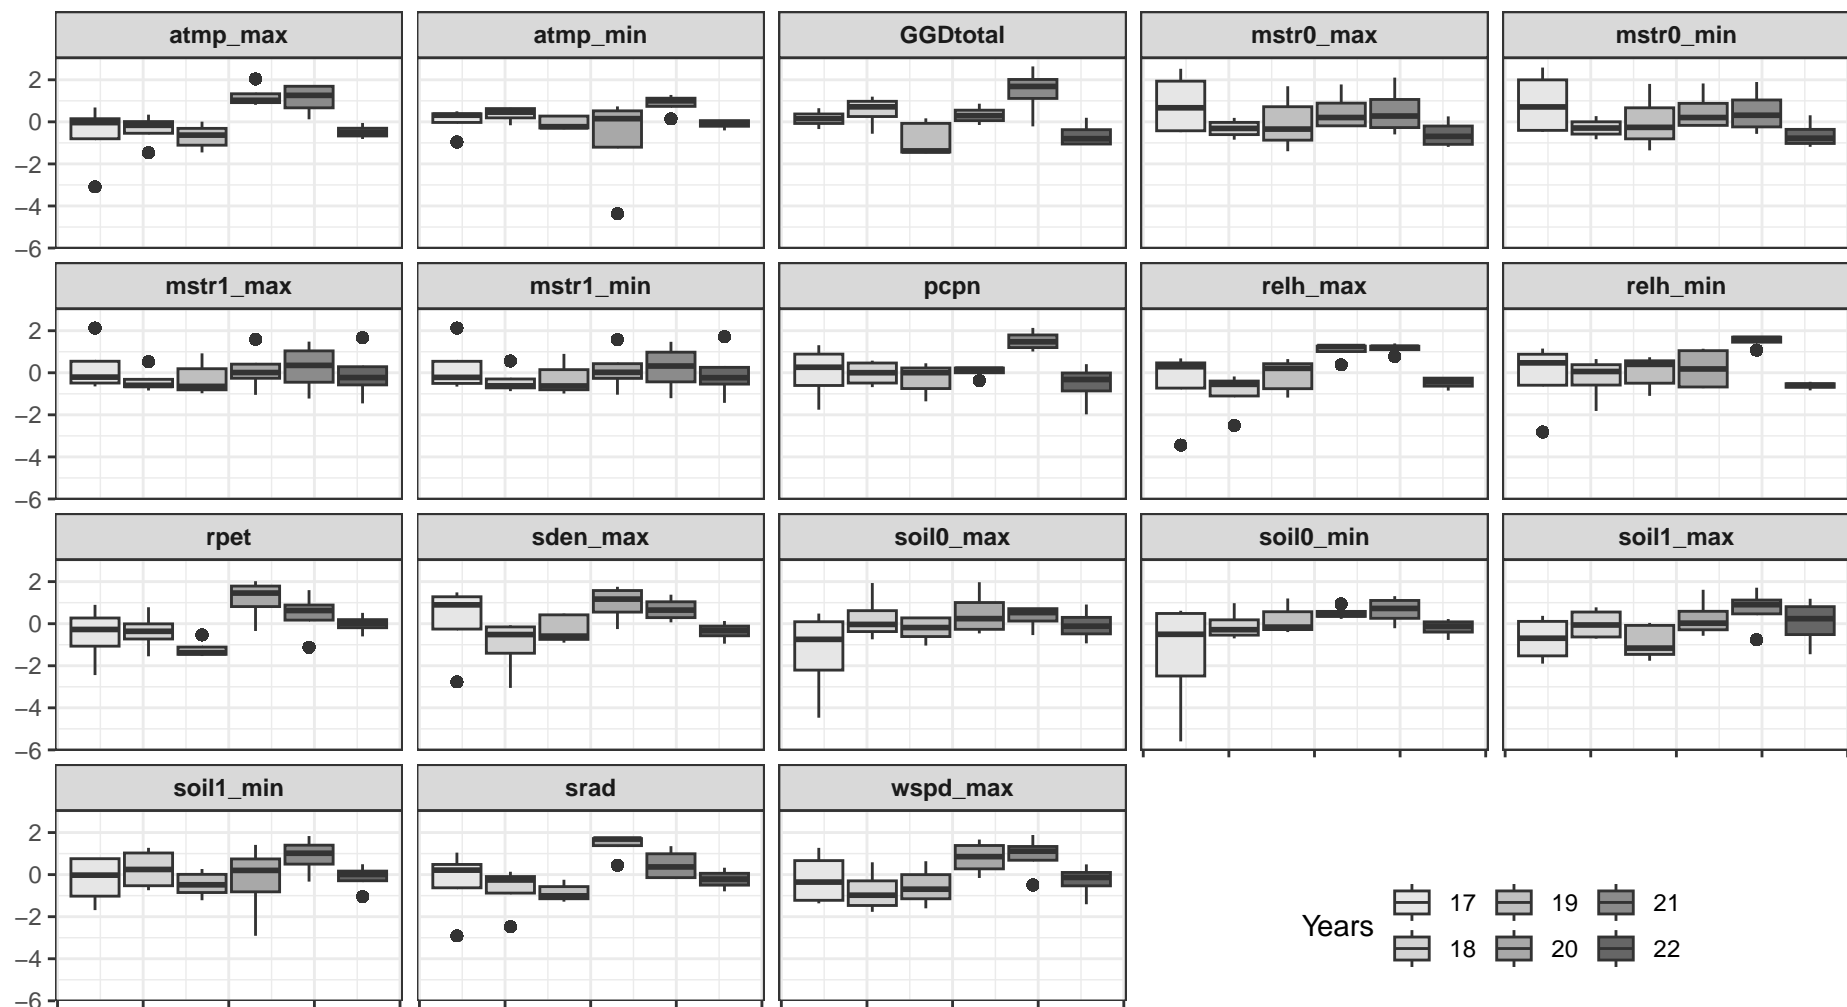 atmp_max atmp_min GGDtotal mstr0_max mstr0_min
2
0
−2
−4
−6
mstr1_max mstr1_min pcpn relh_max relh_min
2
0
−2
−4
−6
rpet sden_max soil0_max soil0_min soil1_max
2
0
−2
−4
−6
soil1_min srad wspd_max
2
0
−2
−4
−6
Years
17 19 21
18 20 22